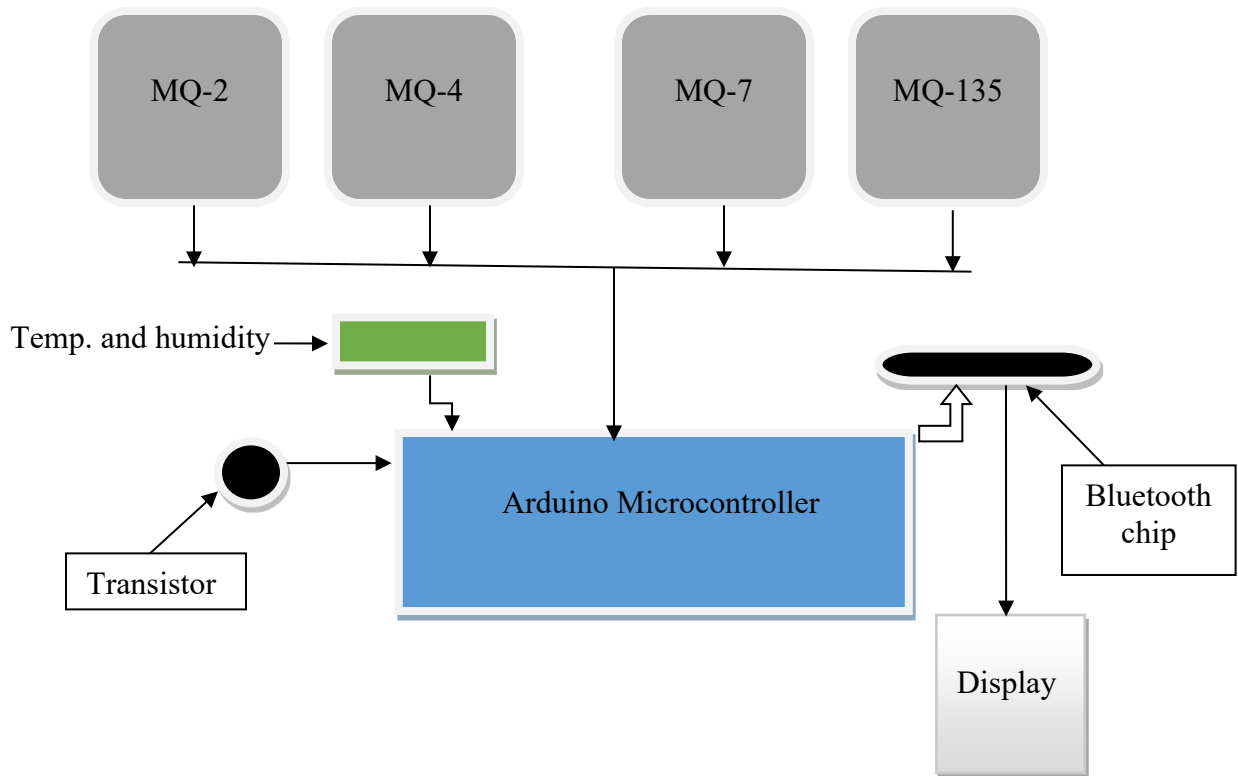 MQ-2
MQ-4
MQ-7
MQ-135
Temp. and humidity
Arduino Microcontroller
Bluetooth
chip
Transistor
Display